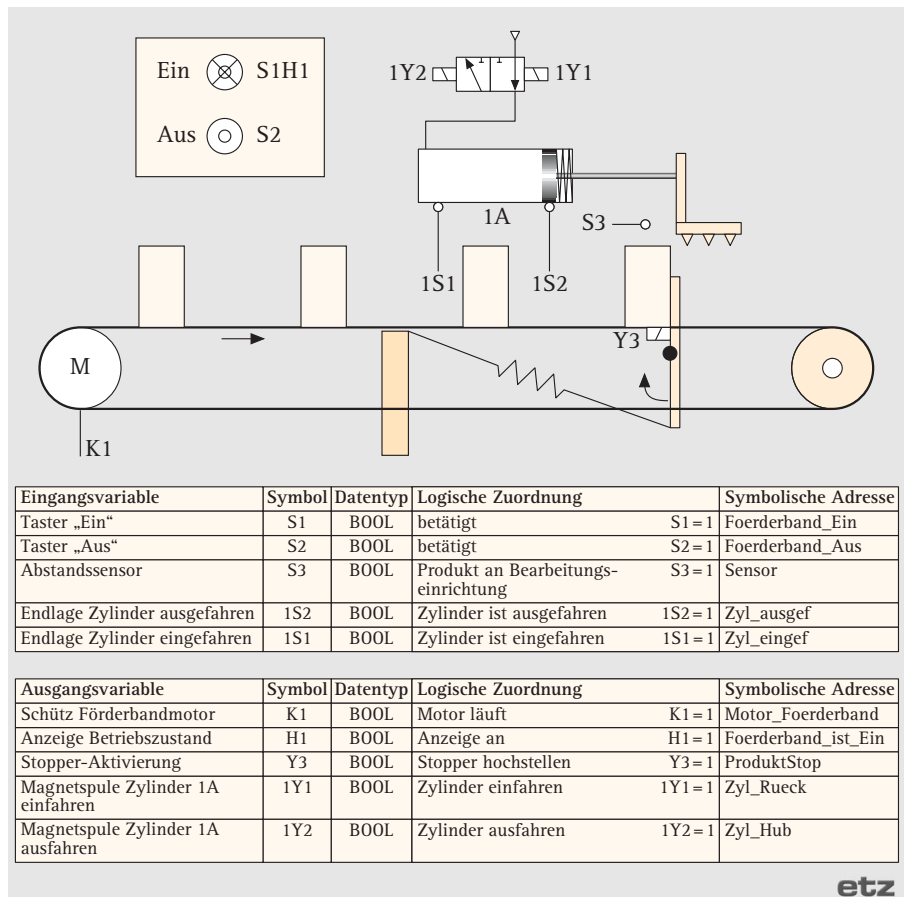 Ein S1H1
Aus S2
1Y2 1Y1
1A
S3
1S1 1S2
M
Y3
K1
Eingangsvariable Symbol Datentyp Logische Zuordnung Symbolische Adresse
Taster „Ein“ S1 BOOL betätigt S1=1 Foerderband_Ein
Taster „Aus“ S2 BOOL betätigt S2=1 Foerderband_Aus
Abstandssensor S3 BOOL Produkt an Bearbeitungs- S3=1 Sensor
einrichtung
Endlage Zylinder ausgefahren 1S2 BOOL Zylinder ist ausgefahren 1S2=1 Zyl_ausgef
Endlage Zylinder eingefahren 1S1 BOOL Zylinder ist eingefahren 1S1=1 Zyl_eingef
Ausgangsvariable Symbol Datentyp Logische Zuordnung Symbolische Adresse
Schütz Förderbandmotor K1 BOOL Motor läuft K1=1 Motor_Foerderband
Anzeige Betriebszustand H1 BOOL Anzeige an H1=1 Foerderband_ist_Ein
Stopper-Aktivierung Y3 BOOL Stopper hochstellen Y3=1 ProduktStop
Magnetspule Zylinder 1A 1Y1 BOOL Zylinder einfahren 1Y1=1 Zyl_Rueck
einfahren
Magnetspule Zylinder 1A 1Y2 BOOL Zylinder ausfahren 1Y2=1 Zyl_Hub
ausfahren
etz